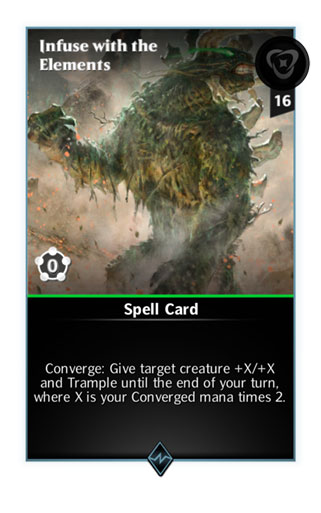 Infuse with the
Elements
16
0
Spell Card
Converge: Give target creature +X/+X
and Trample until the end of your turn,
where X is your Converged mana times 2.